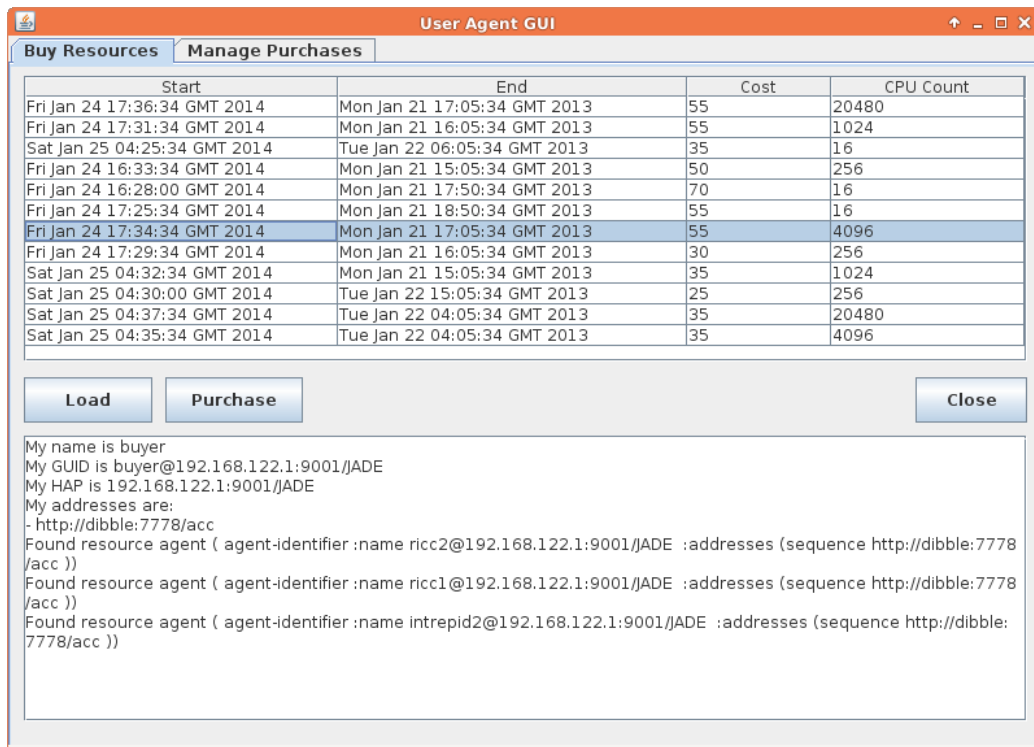 User Agent GUI
Buy Resources Manage Purchases
Start End Cost CPU Count
Fri Jan 24 17:36:34 GMT 2014 Mon Jan 21 17:05:34 GMT 2013 55 20480
Fri Jan 24 17:31:34 GMT 2014 Mon Jan 21 16:05:34 GMT 2013 55 1024
Sat Jan 25 04:25:34 GMT 2014 Tue Jan 22 06:05:34 GMT 2013 35 16
Fri Jan 24 16:33:34 GMT 2014 Mon Jan 21 15:05:34 GMT 2013 50 256
Fri Jan 24 16:28:00 GMT 2014 Mon Jan 21 17:50:34 GMT 2013 70 16
Fri Jan 24 17:25:34 GMT 2014 Mon Jan 21 18:50:34 GMT 2013 55 16
Fri Jan 24 17:34:34 GMT 2014 Mon Jan 21 17:05:34 GMT 2013 55 4096
Fri Jan 24 17:29:34 GMT 2014 Mon Jan 21 16:05:34 GMT 2013 30 256
Sat Jan 25 04:32:34 GMT 2014 Mon Jan 21 15:05:34 GMT 2013 35 1024
Sat Jan 25 04:30:00 GMT 2014 Tue Jan 22 15:05:34 GMT 2013 25 256
Sat Jan 25 04:37:34 GMT 2014 Tue Jan 22 04:05:34 GMT 2013 35 20480
Sat Jan 25 04:35:34 GMT 2014 Tue Jan 22 04:05:34 GMT 2013 35 4096
Load Purchase Close
My name is buyer
My GUID is buyer@192.168.122.1:9001/JADE
My HAP is 192.168.122.1:9001/JADE
My addresses are:
- http://dibble:7778/acc
Found resource agent ( agent-identifier :name ricc2@192.168.122.1:9001/JADE  :addresses (sequence http://dibble:7778
/acc ))
Found resource agent ( agent-identifier :name ricc1@192.168.122.1:9001/JADE  :addresses (sequence http://dibble:7778
/acc ))
Found resource agent ( agent-identifier :name intrepid2@192.168.122.1:9001/JADE  :addresses (sequence http://dibble:
7778/acc ))